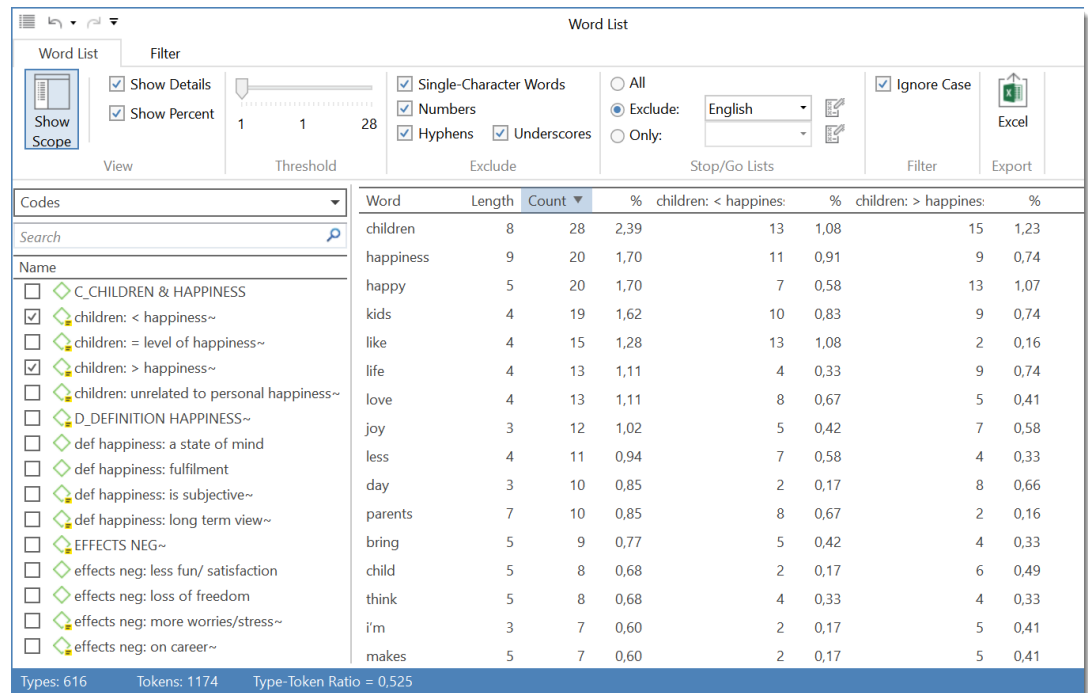 Word List
Word List Filter
Show Scope
Show Details
Show Percent
View
1 1 28
Threshold
Single-Character Words
Numbers
Hyphens Underscores
Exclude
All
Exclude: English
Only:
Stop/Go Lists
Ignore Case
Filter
Excel
Export
Codes
Search
Name
C_CHILDREN & HAPPINESS
children: < happiness~
children: = level of happiness~
children: > happiness~
children: unrelated to personal happiness~
D_DEFINITION HAPPINESS~
def happiness: a state of mind
def happiness: fulfilment
def happiness: is subjective~
def happiness: long term view~
EFFECTS NEG~
effects neg: less fun/ satisfaction
effects neg: loss of freedom
effects neg: more worries/stress~
effects neg: on career~
Word Length Count ▼ % children: < happines: % children: > happines: %
children 8 28 2,39 13 1,08 15 1,23
happiness 9 20 1,70 11 0,91 9 0,74
happy 5 20 1,70 7 0,58 13 1,07
kids 4 19 1,62 10 0,83 9 0,74
like 4 15 1,28 13 1,08 2 0,16
life 4 13 1,11 4 0,33 9 0,74
love 4 13 1,11 8 0,67 5 0,41
joy 3 12 1,02 5 0,42 7 0,58
less 4 11 0,94 7 0,58 4 0,33
day 3 10 0,85 2 0,17 8 0,66
parents 7 10 0,85 8 0,67 2 0,16
bring 5 9 0,77 5 0,42 4 0,33
child 5 8 0,68 2 0,17 6 0,49
think 5 8 0,68 4 0,33 4 0,33
i'm 3 7 0,60 2 0,17 5 0,41
makes 5 7 0,60 2 0,17 5 0,41
Types: 616 Tokens: 1174 Type-Token Ratio = 0,525